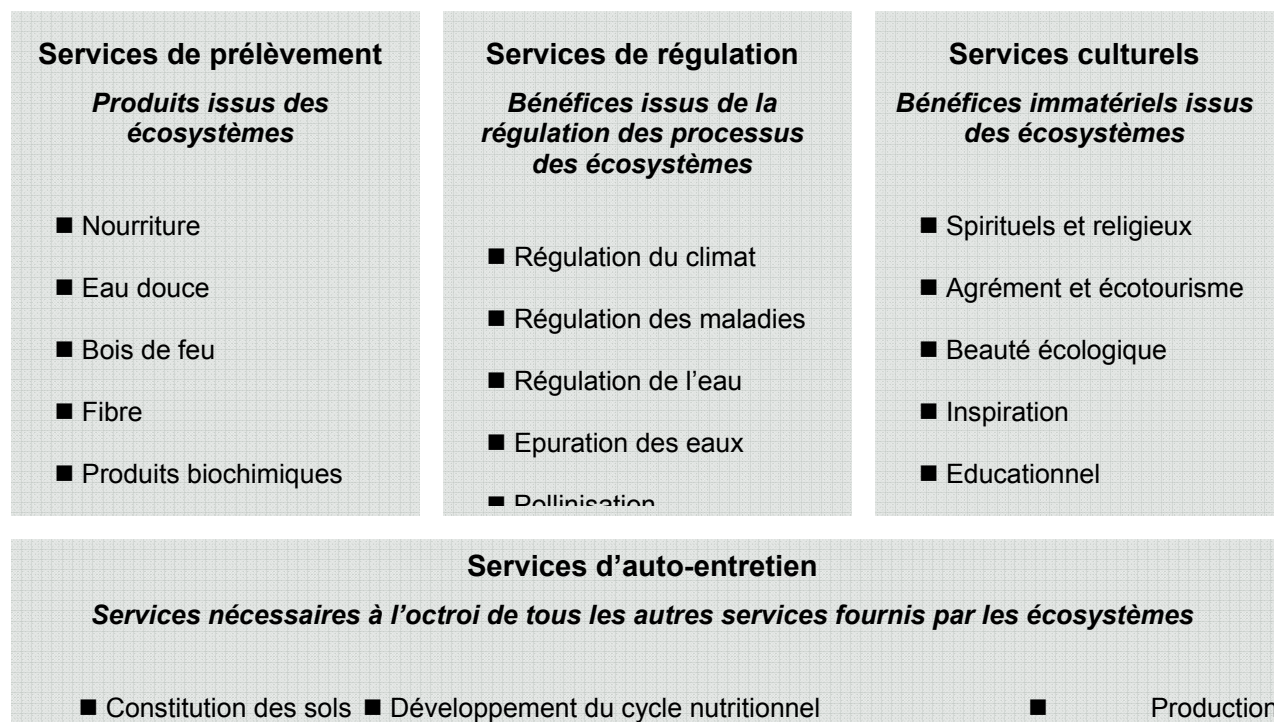 Services de prélèvement
Produits issus des
écosystèmes
■ Nourriture
■ Eau douce
■ Bois de feu
■ Fibre
■ Produits biochimiques
Services de régulation
Bénéfices issus de la
régulation des processus
des écosystèmes
■ Régulation du climat
■ Régulation des maladies
■ Régulation de l’eau
■ Epuration des eaux
■ Pollinisation
Services culturels
Bénéfices immatériels issus
des écosystèmes
■ Spirituels et religieux
■ Agrément et écotourisme
■ Beauté écologique
■ Inspiration
■ Educationnel
Services d’auto-entretien
Services nécessaires à l’octroi de tous les autres services fournis par les écosystèmes
■ Constitution des sols ■ Développement du cycle nutritionnel ■ Production